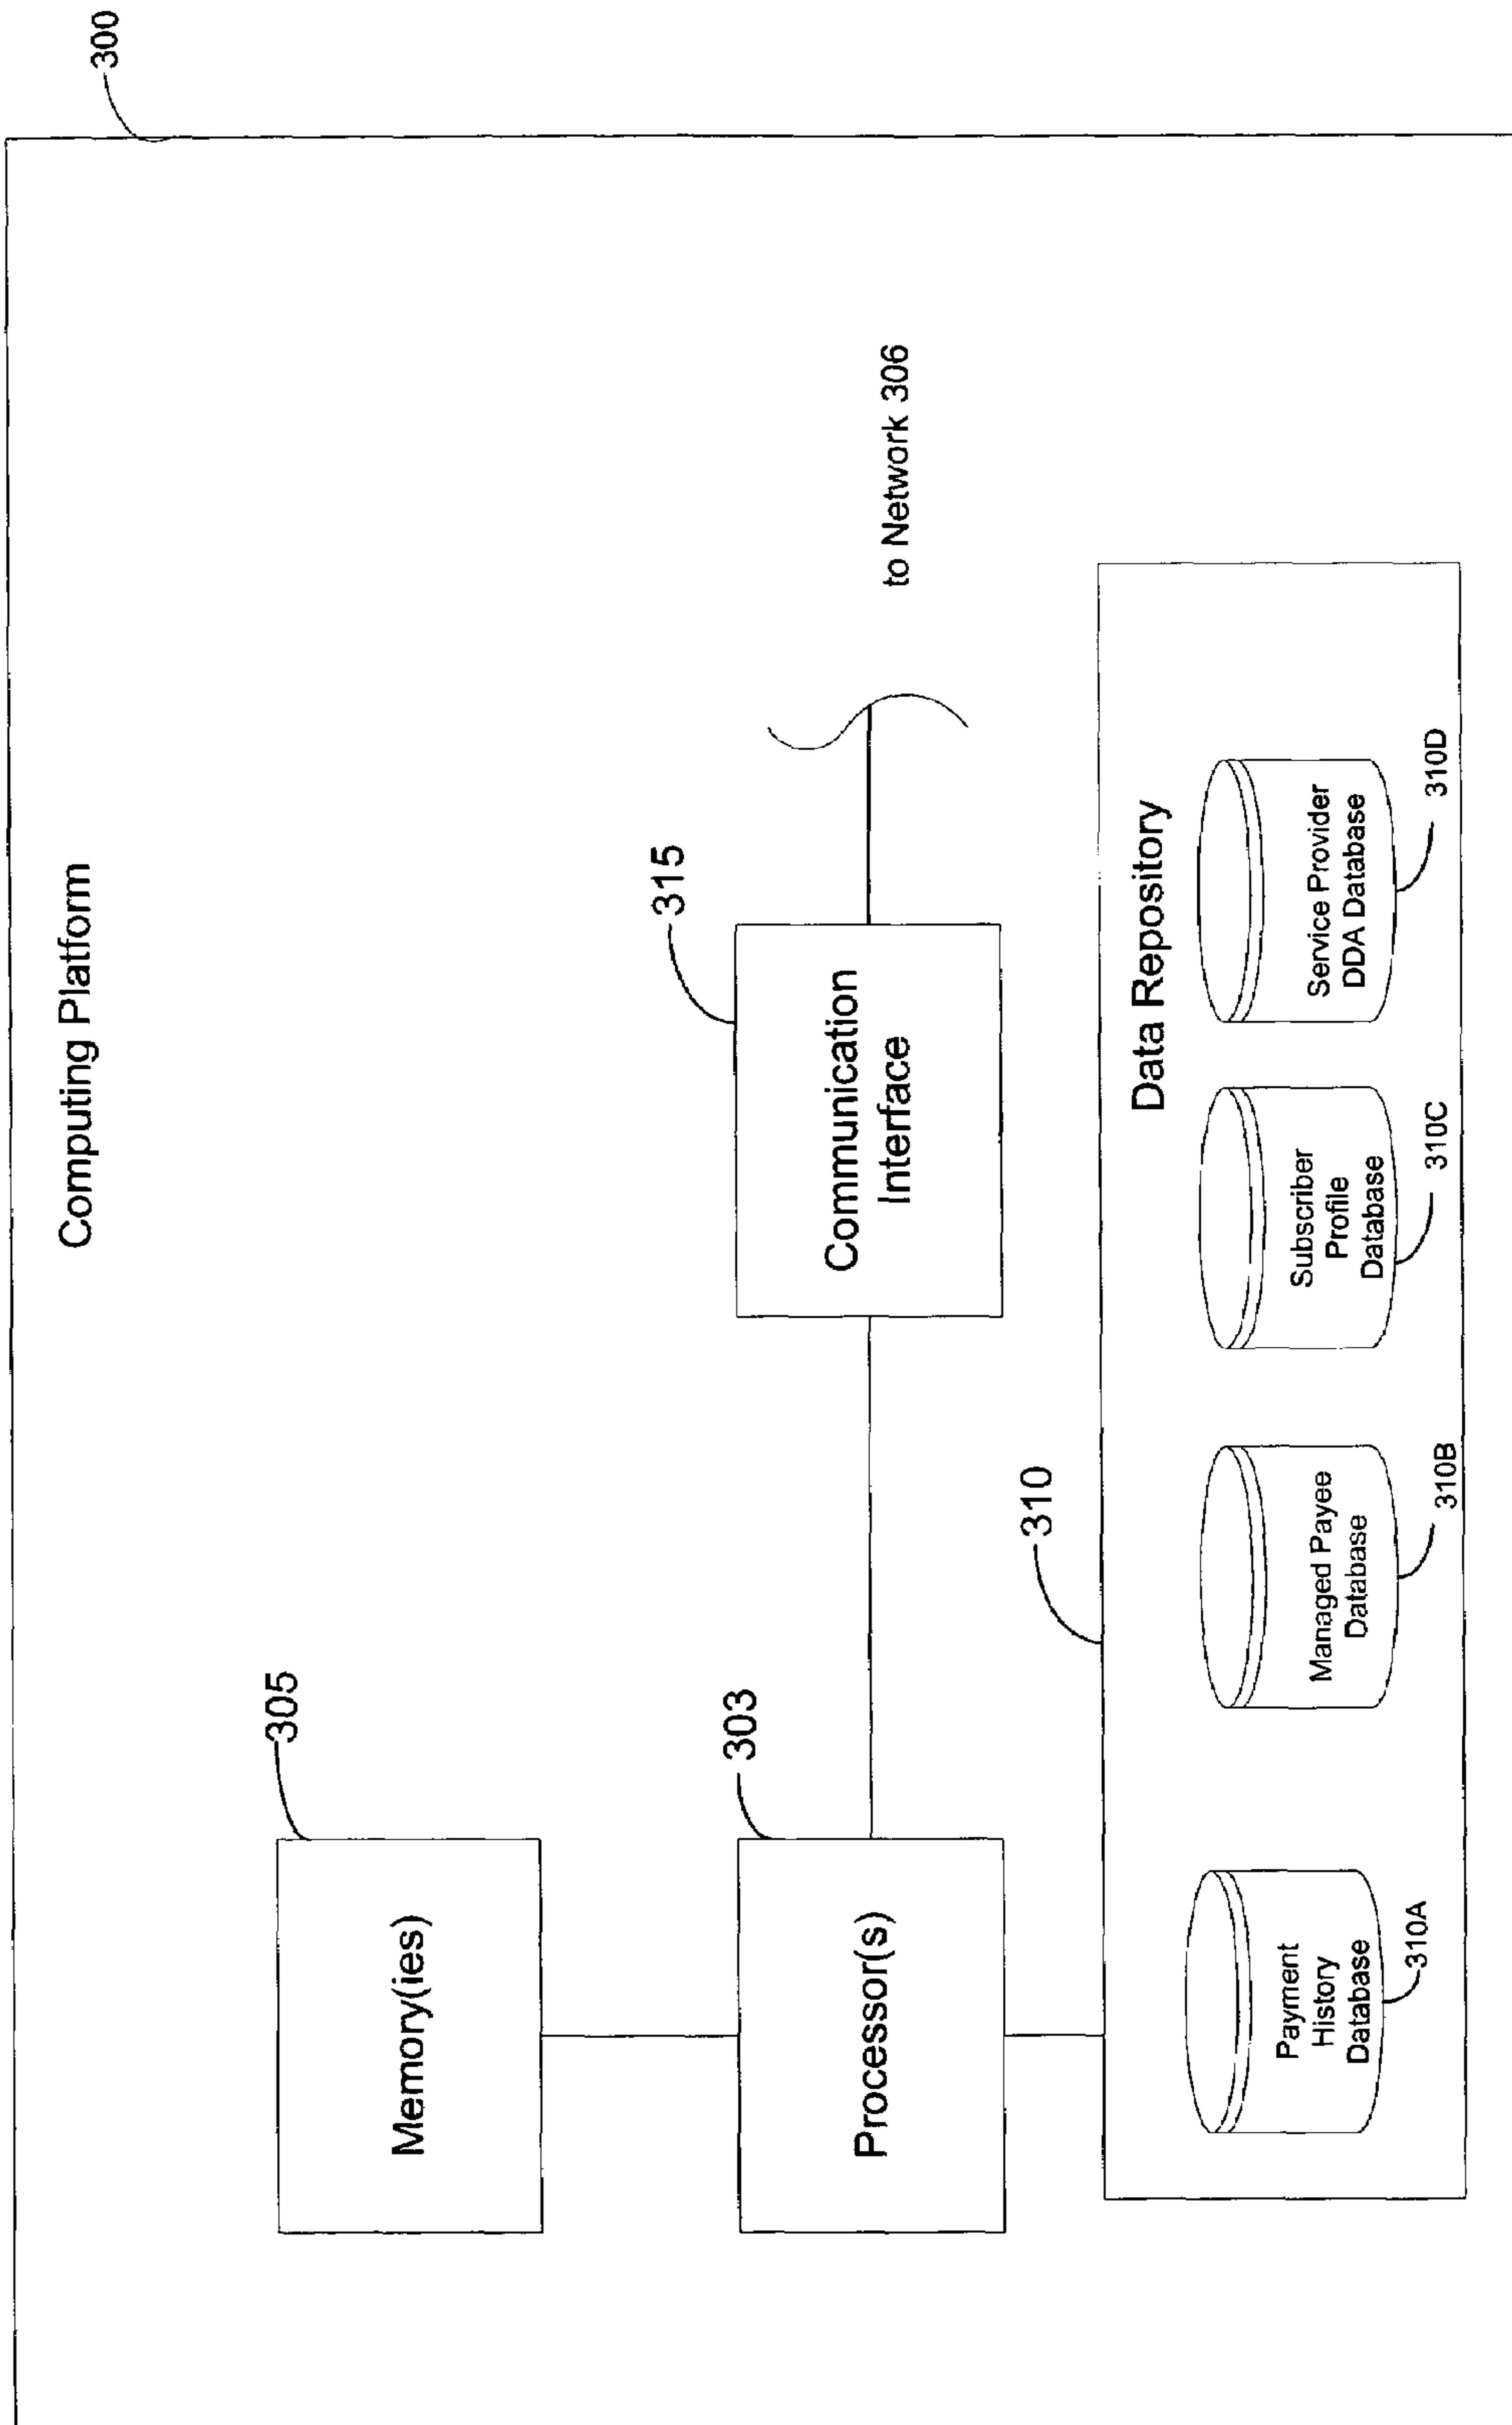 Computing Platform
300
305
Memory(ies)
303
Processor(s)
315
Communication
Interface
to Network 306
310
Data Repository
Payment
History
Database
310A
Managed Payee
Database
310B
Subscriber
Profile
Database
310C
Service Provider
DDA Database
310D